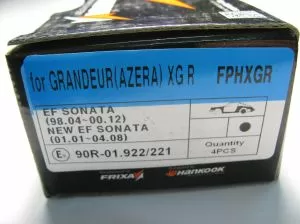 for GRANDEUR(AZERA) XG R FPHXGR
EF SONATA
(98.04~00.12)
NEW EF SONATA
(01.01~04.08)
Quantity
4PCS
E 90R-01.922/221
FRIXA HANKOOK